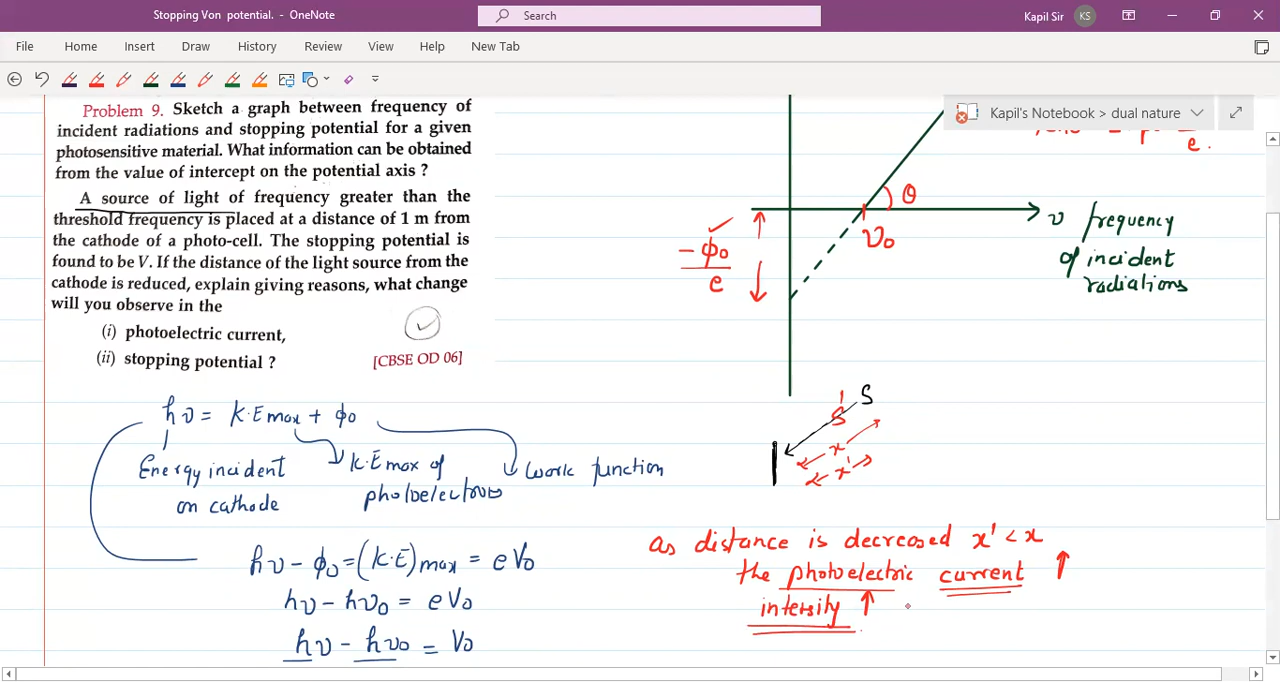 Stopping Von potential. - OneNote
Search
Kapil Sir KS
File Home Insert Draw History Review View Help New Tab
Kapil's Notebook > dual nature
Problem 9. Sketch a graph between frequency of
incident radiations and stopping potential for a given
photosensitive material. What information can be obtained
from the value of intercept on the potential axis ?
A source of light of frequency greater than the
threshold frequency is placed at a distance of 1 m from
the cathode of a photo-cell. The stopping potential is
found to be V. If the distance of the light source from the
cathode is reduced, explain giving reasons, what change
will you observe in the
(i) photoelectric current,
(ii) stopping potential ?
[CBSE OD 06]
hν = K.Emax + ϕ0
Energy incident
on cathode
K.Emax of
photoelectrons
work function
hν - ϕ0 = (K.E)max = eV0
hν - hν0 = eV0
hν - hν0 = V0
e.
θ
ν0
-ϕ0
e
ν frequency
of incident
radiations
S
S'
x
x'
as distance is decreased x' < x
the photoelectric current ↑
intersity ↑